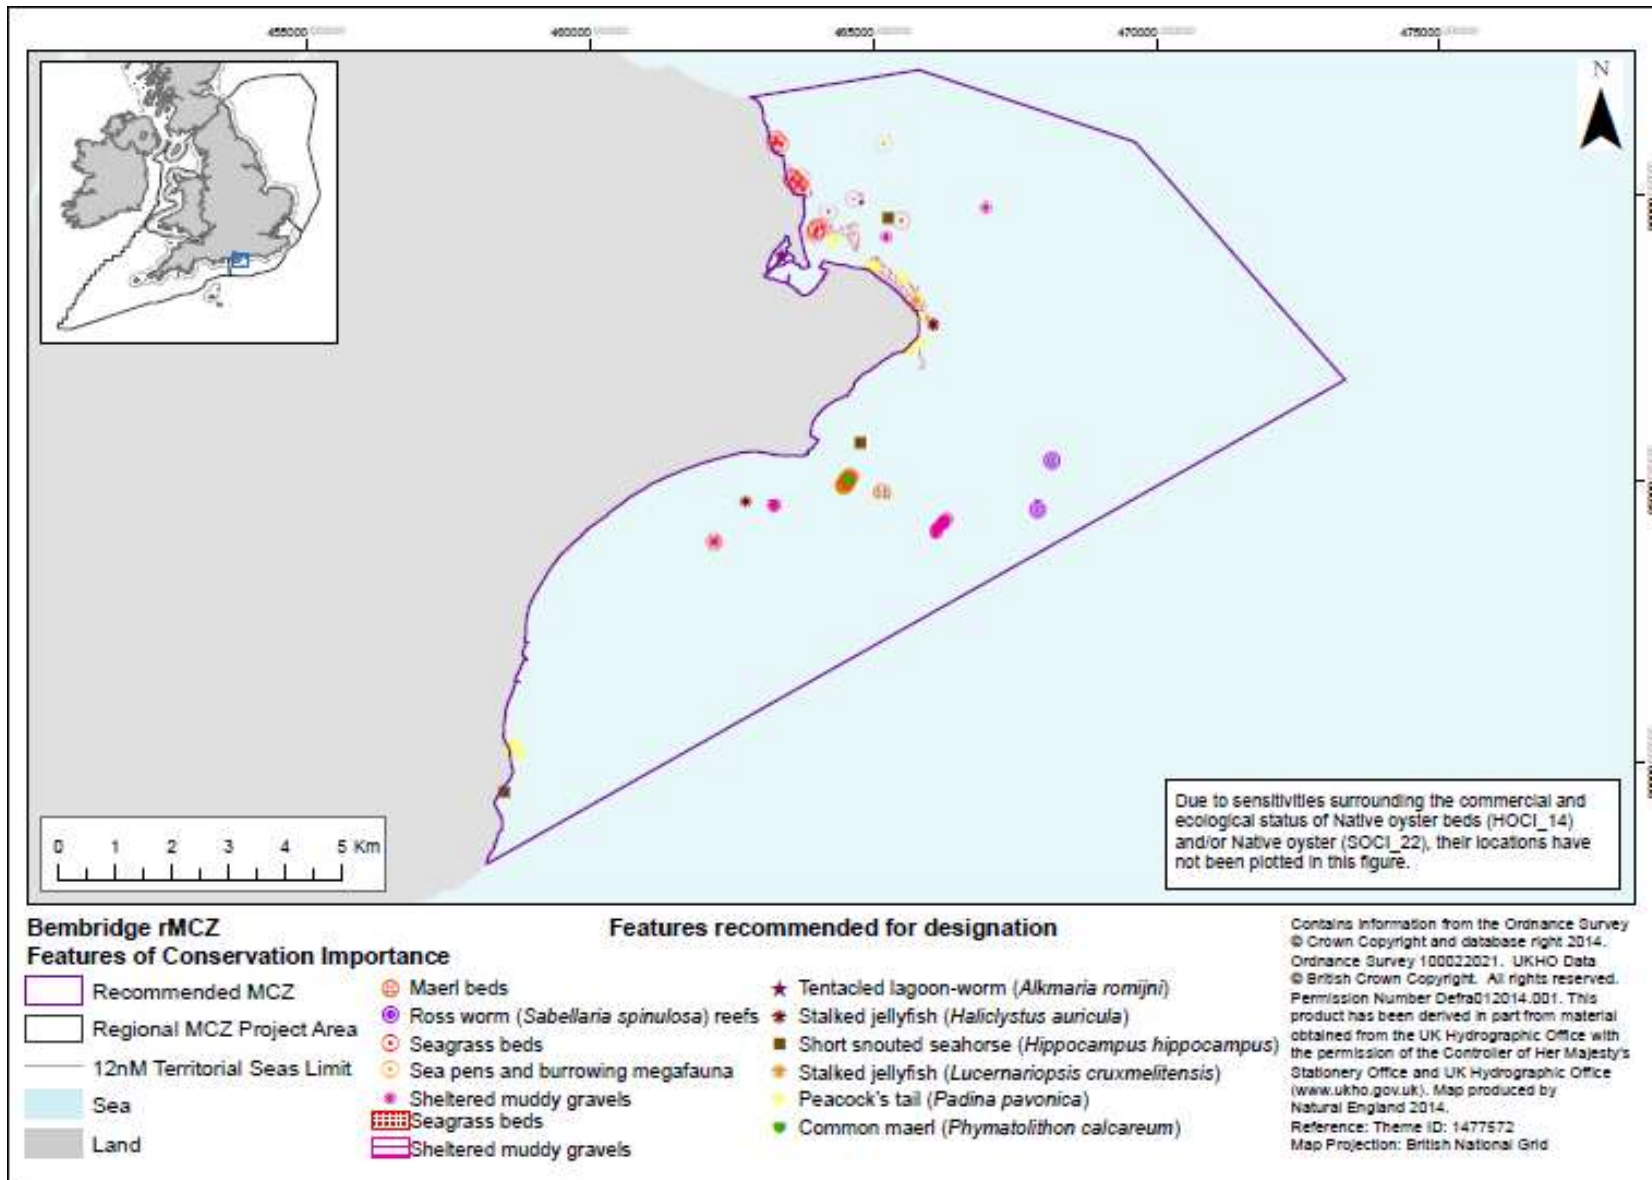 455000
460000
465000
470000
475000
N
0 1 2 3 4 5 Km
Due to sensitivities surrounding the commercial and
ecological status of Native oyster beds (HOCI_14)
and/or Native oyster (SOCI_22), their locations have
not been plotted in this figure.
Bembridge rMCZ
Features of Conservation Importance
Recommended MCZ
Regional MCZ Project Area
12nM Territorial Seas Limit
Sea
Land
Features recommended for designation
Maerl beds
Ross worm (Sabellaria spinulosa) reefs
Seagrass beds
Sea pens and burrowing megafauna
Sheltered muddy gravels
Seagrass beds
Sheltered muddy gravels
Tentacled lagoon-worm (Alkmaria romijni)
Stalked jellyfish (Haliclystus auricula)
Short snouted seahorse (Hippocampus hippocampus)
Stalked jellyfish (Lucernariopsis cruxmelitensis)
Peacock's tail (Padina pavonica)
Common maerl (Phymatolithon calcareum)
Contains information from the Ordnance Survey
© Crown Copyright and database right 2014.
Ordnance Survey 100022021. UKHO Data
© British Crown Copyright. All rights reserved.
Permission Number Defra012014.001. This
product has been derived in part from material
obtained from the UK Hydrographic Office with
the permission of the Controller of Her Majesty's
Stationery Office and UK Hydrographic Office
(www.ukho.gov.uk). Map produced by
Natural England 2014.
Reference: Theme ID: 1477572
Map Projection: British National Grid